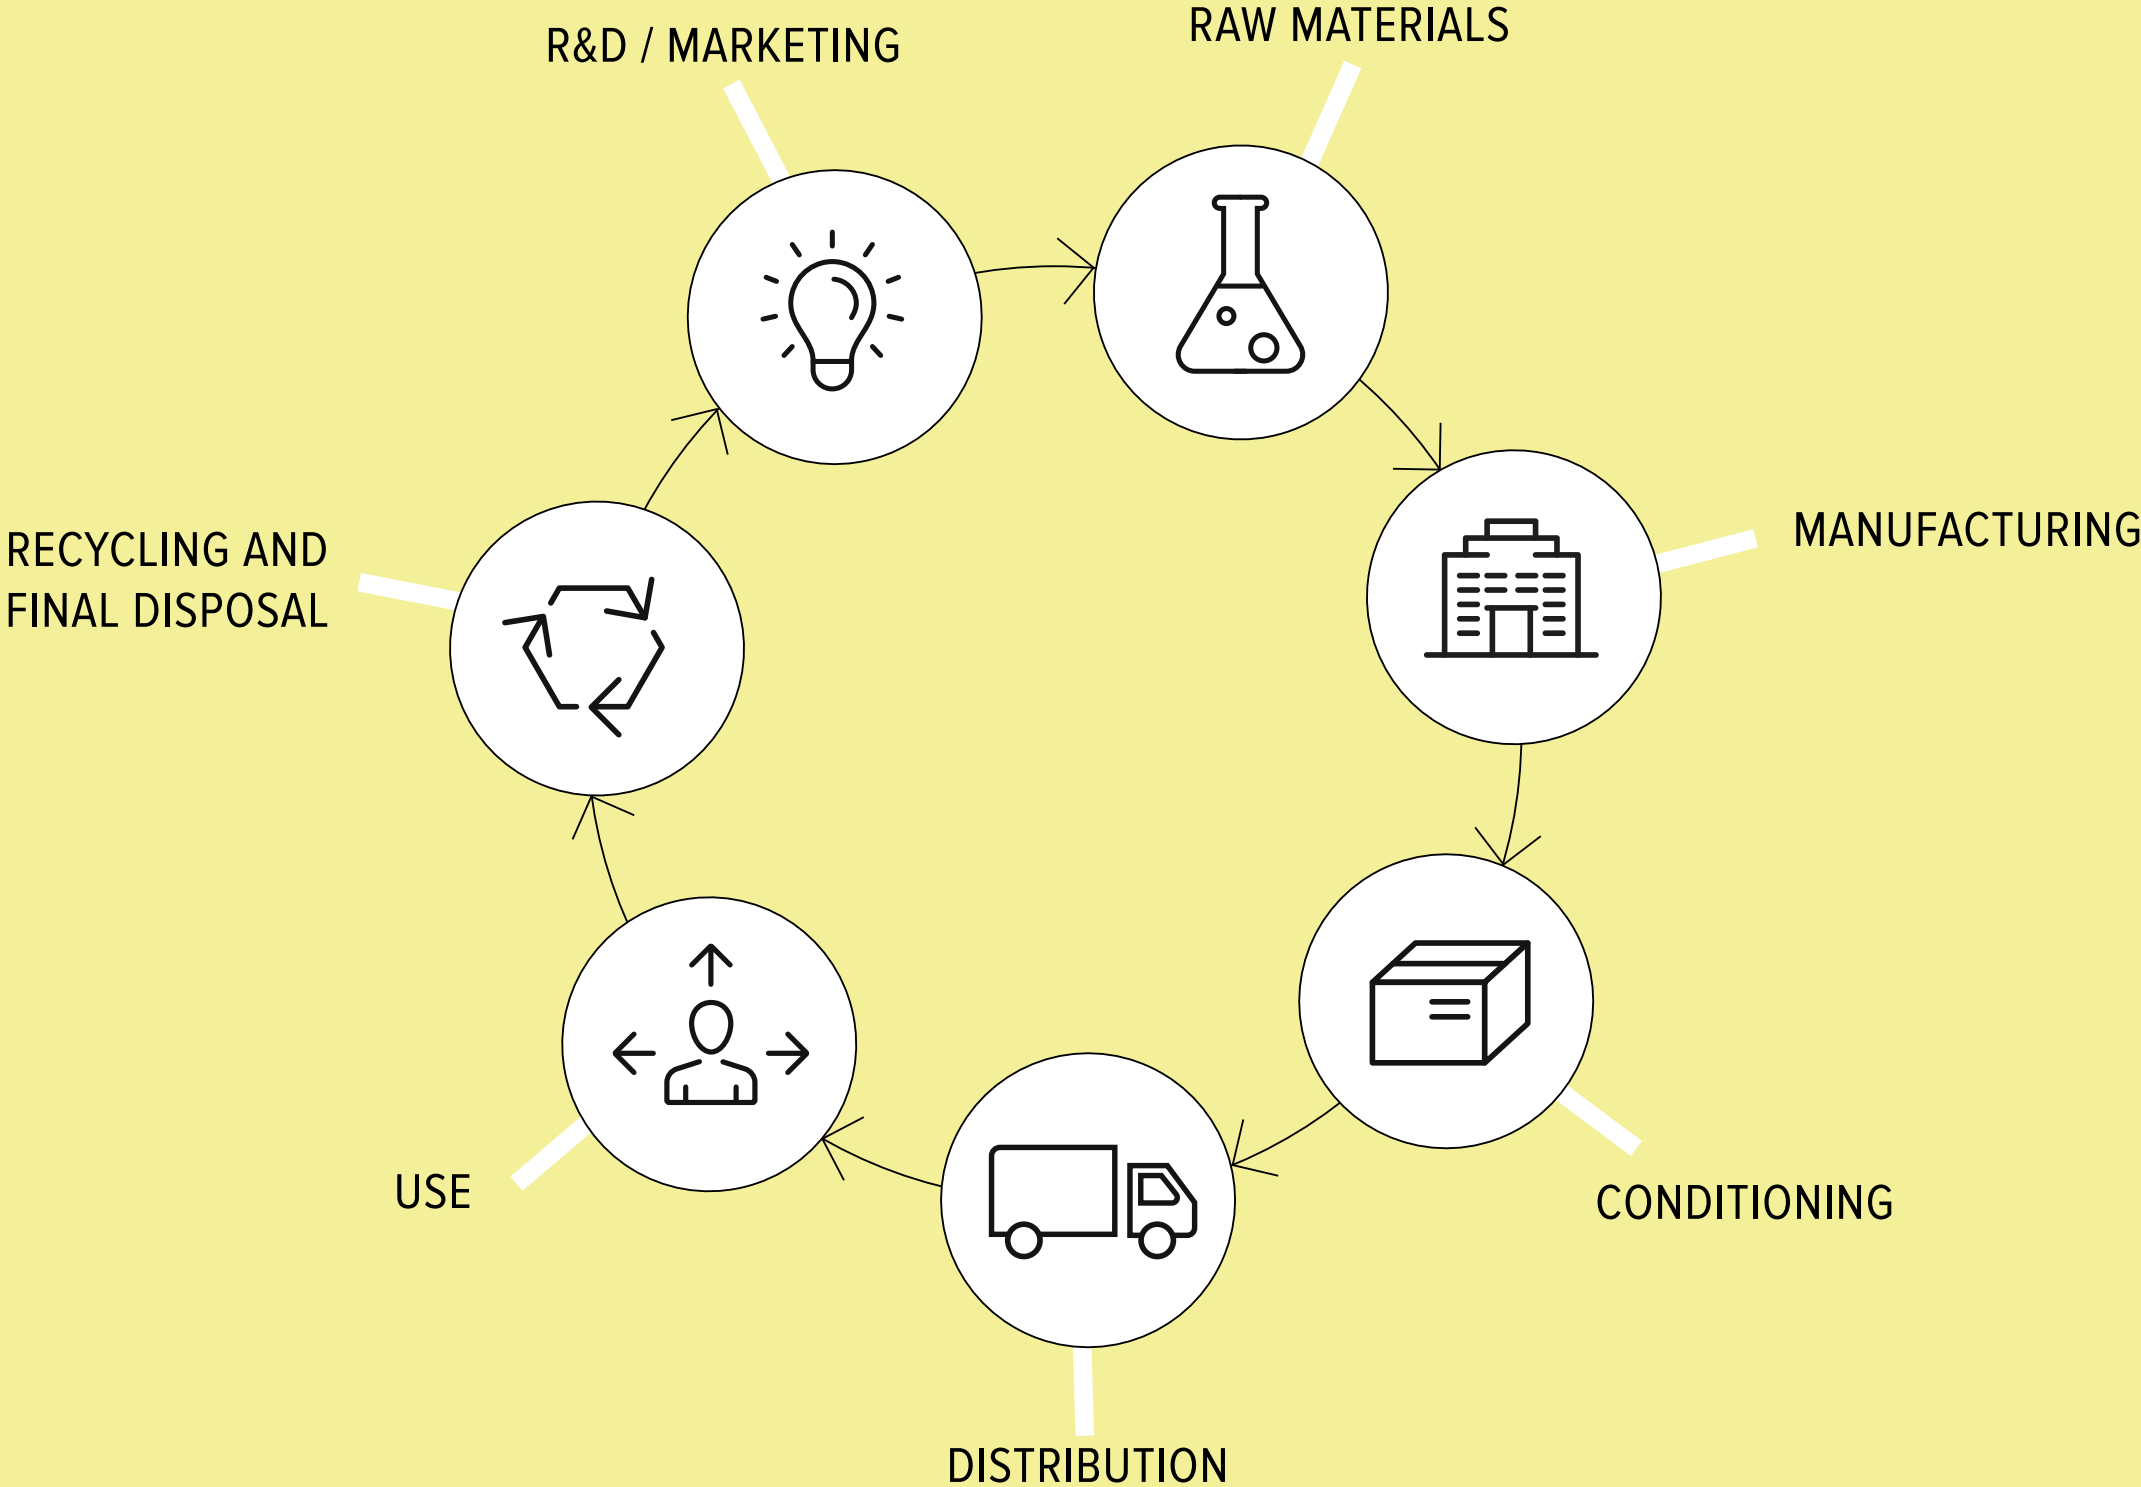 R&D / MARKETING
RAW MATERIALS
MANUFACTURING
CONDITIONING
DISTRIBUTION
USE
RECYCLING AND
FINAL DISPOSAL